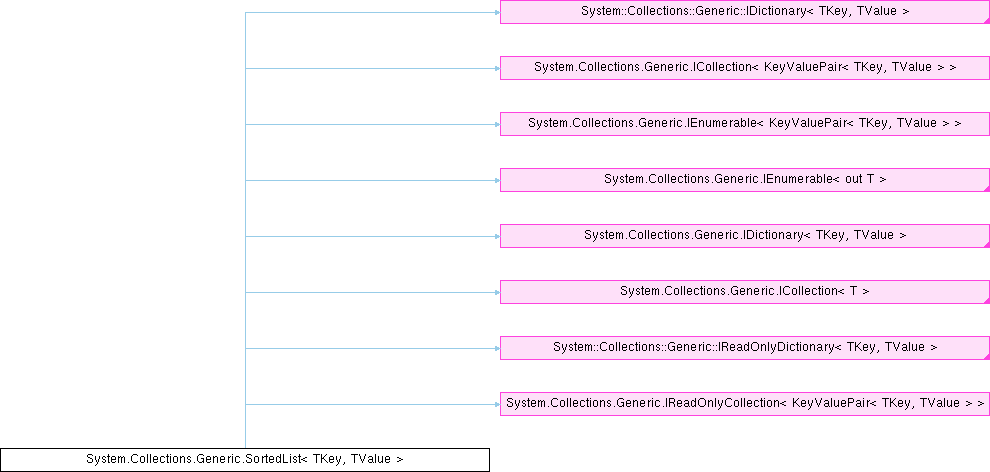 System::Collections::Generic::IDictionary< TKey, TValue >
System.Collections.Generic.ICollection< KeyValuePair< TKey, TValue > >
System.Collections.Generic.IEnumerable< KeyValuePair< TKey, TValue > >
System.Collections.Generic.IEnumerable< out T >
System.Collections.Generic.IDictionary< TKey, TValue >
System.Collections.Generic.ICollection< T >
System::Collections::Generic::IReadOnlyDictionary< TKey, TValue >
System.Collections.Generic.IReadOnlyCollection< KeyValuePair< TKey, TValue > >
System.Collections.Generic.SortedList< TKey, TValue >